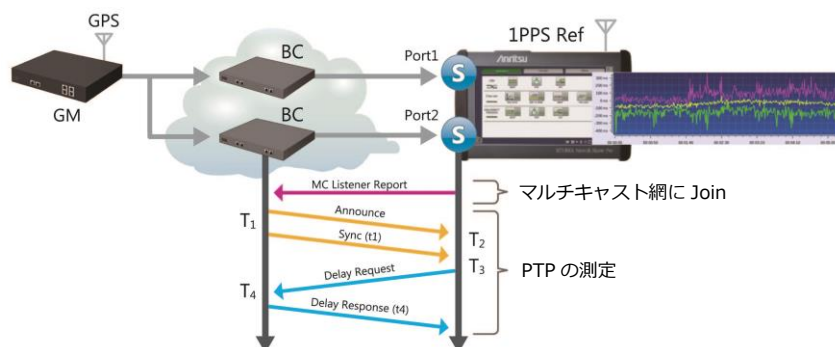 GPS
1PPS Ref
BC
Port1
Anritsu
GM
BC
Port2
MC Listener Report
マルチキャスト網に Join
T1
Announce
Sync (t1)
T2
T3
Delay Request
PTP の測定
T4
Delay Response (t4)
S
S